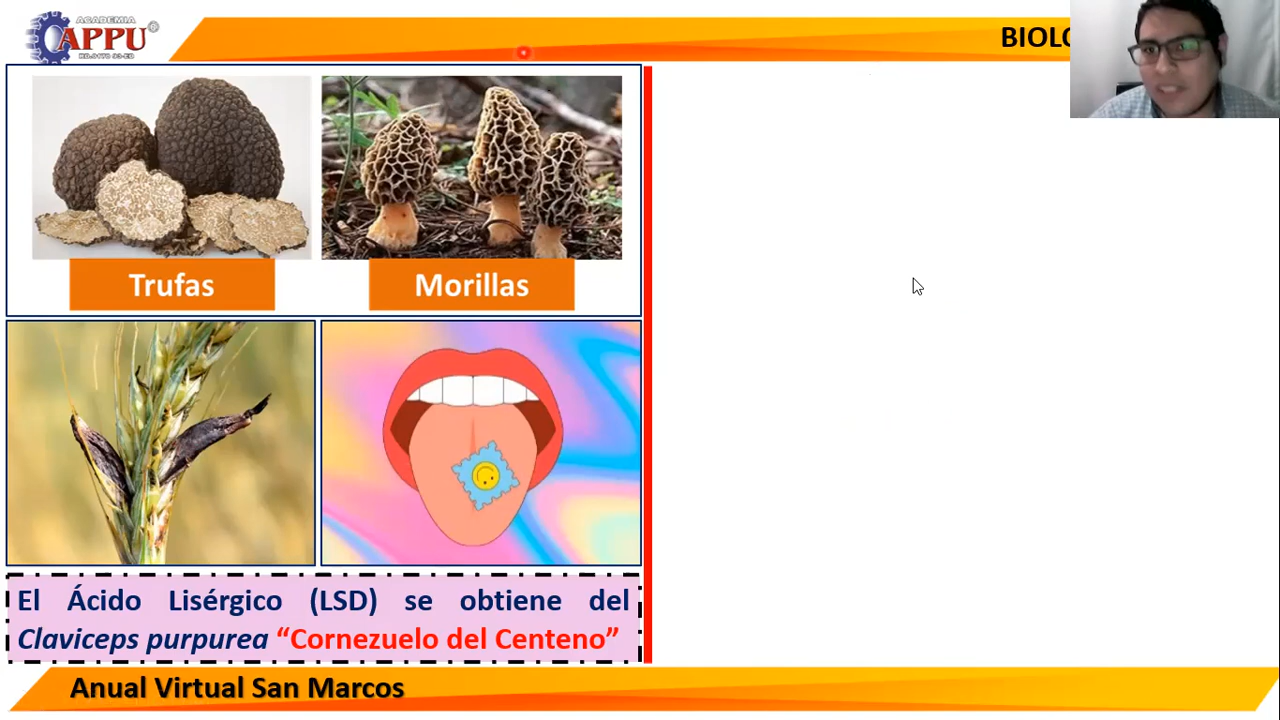 ACADEMIA
APPU
BIOLO
Trufas
Morillas
El Ácido Lisérgico (LSD) se obtiene del
Claviceps purpurea “Cornezuelo del Centeno”
Anual Virtual San Marcos